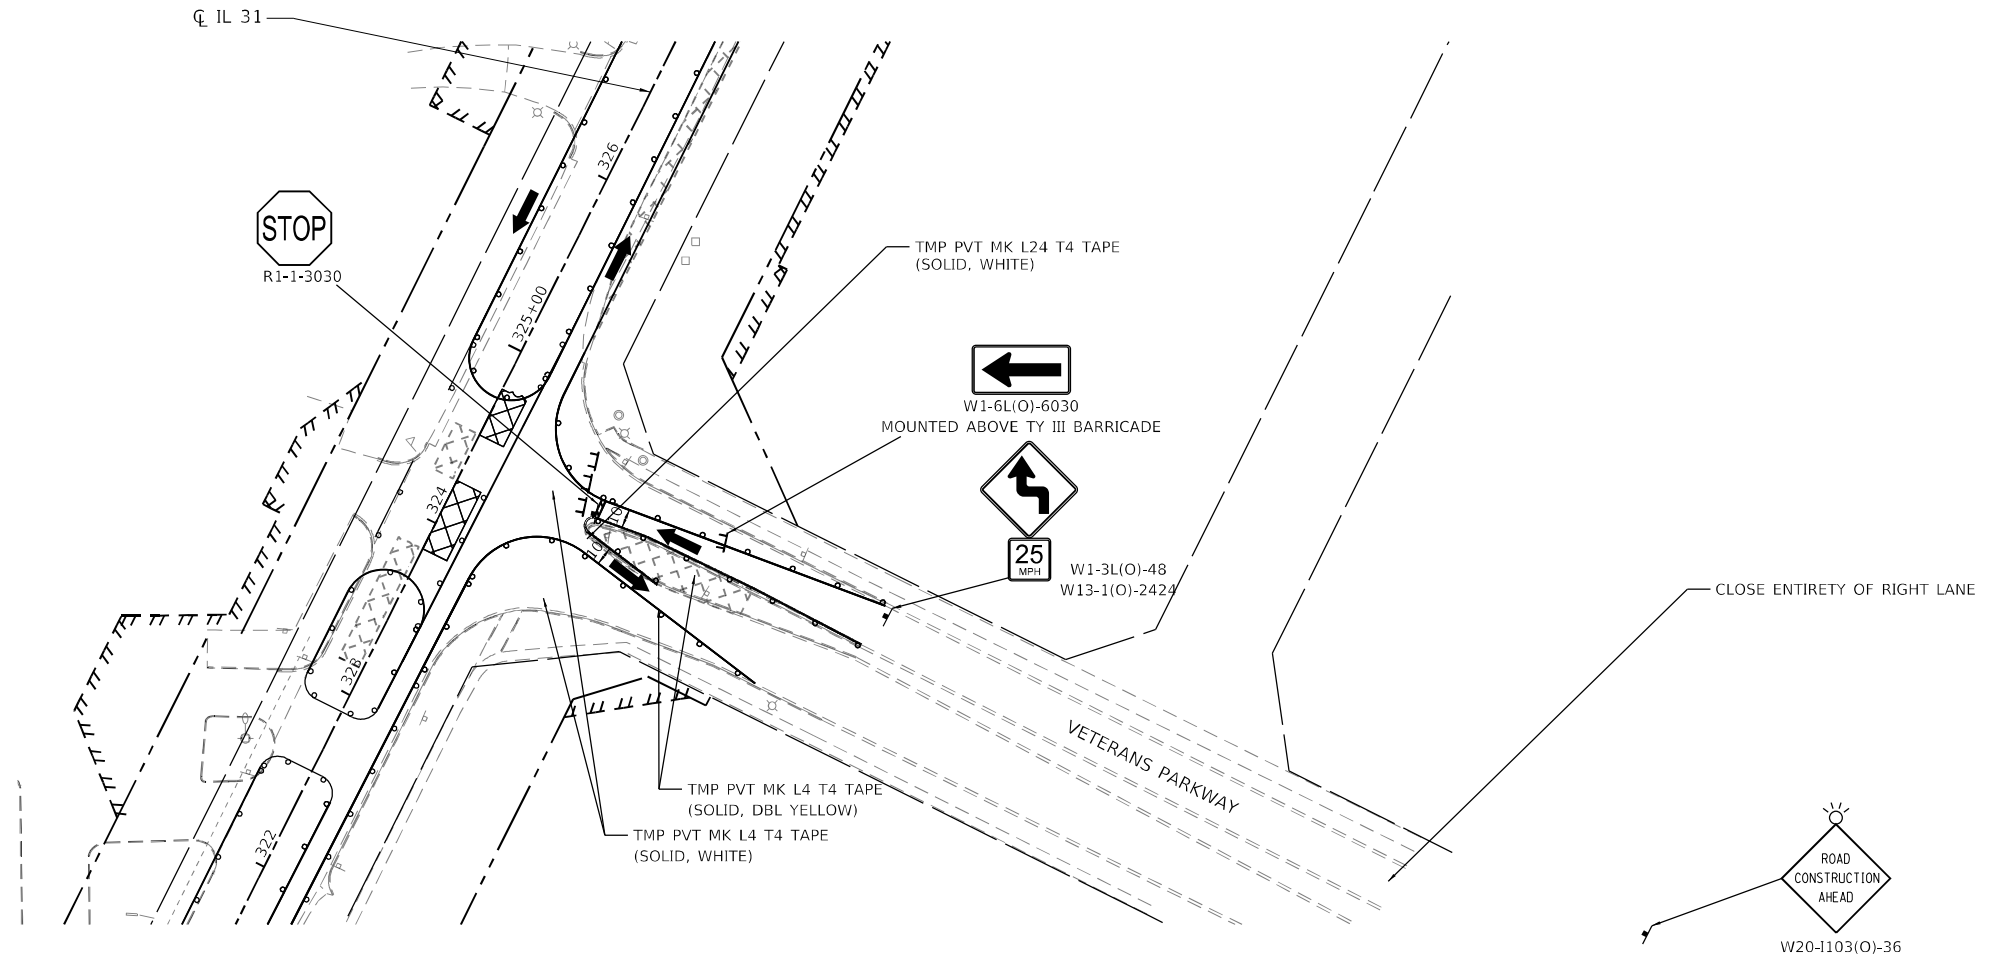 ℄ IL 31
326
STOP
R1-1-3030
TMP PVT MK L24 T4 TAPE
(SOLID, WHITE)
325+00
W1-6L(O)-6030
MOUNTED ABOVE TY III BARRICADE
324
10'
10'
25
MPH
W1-3L(O)-48
W13-1(O)-2424
CLOSE ENTIRETY OF RIGHT LANE
323
VETERANS PARKWAY
TMP PVT MK L4 T4 TAPE
(SOLID, DBL YELLOW)
TMP PVT MK L4 T4 TAPE
(SOLID, WHITE)
322
ROAD
CONSTRUCTION
AHEAD
W20-I103(O)-36